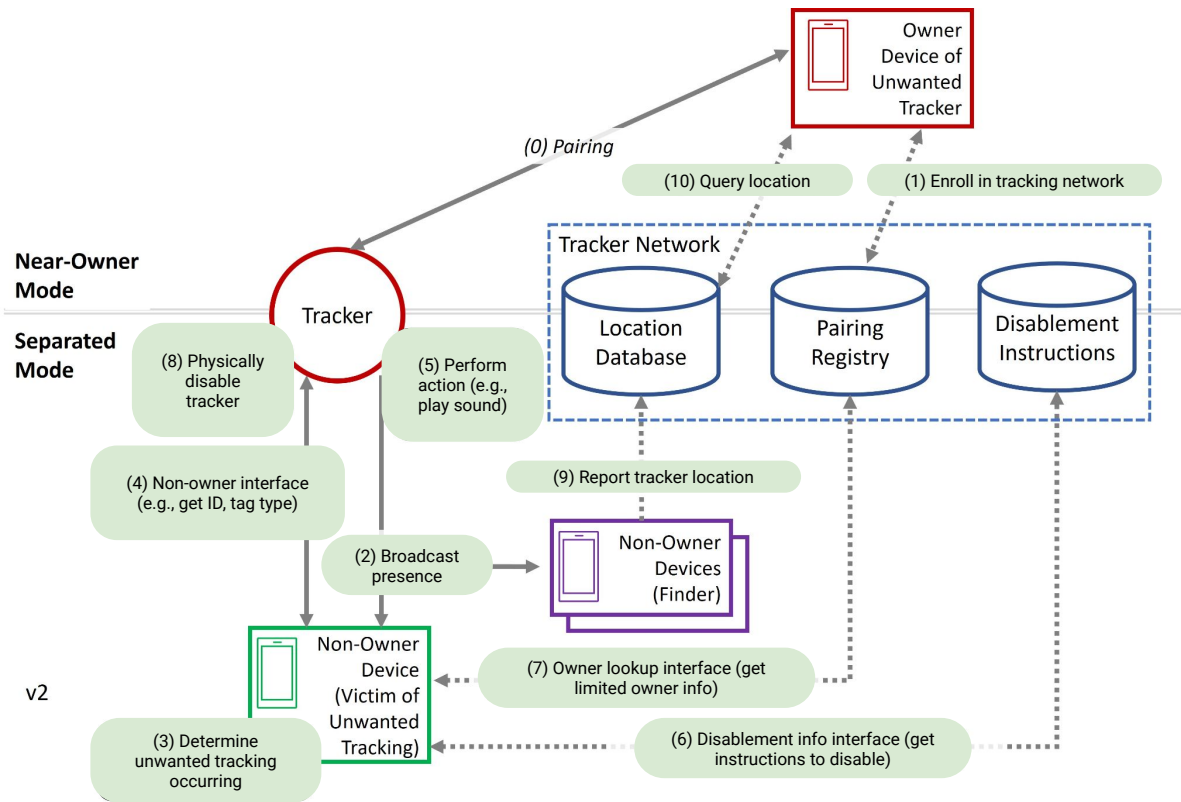 Owner
Device of
Unwanted
Tracker
(0) Pairing
(10) Query location
(1) Enroll in tracking network
Tracker Network
Near-Owner
Mode
Separated
Mode
Tracker
Location
Database
Pairing
Registry
Disablement
Instructions
(8) Physically
disable
tracker
(5) Perform
action (e.g.,
play sound)
(4) Non-owner interface
(e.g., get ID, tag type)
(9) Report tracker location
(2) Broadcast
presence
Non-Owner
Devices
(Finder)
Non-Owner
Device
(Victim of
Unwanted
Tracking)
(7) Owner lookup interface (get
limited owner info)
v2
(3) Determine
unwanted tracking
occurring
(6) Disablement info interface (get
instructions to disable)